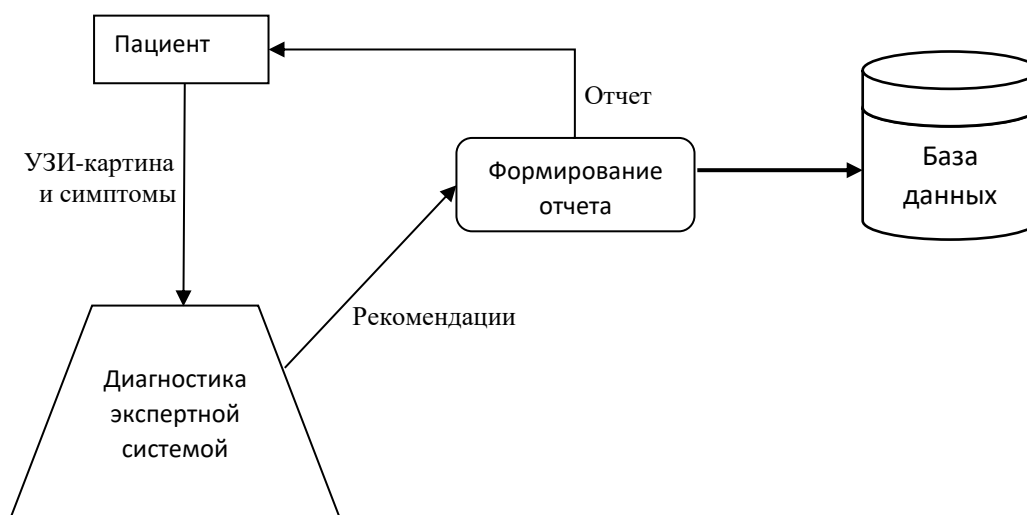 Пациент
Отчет
УЗИ-картина
и симптомы
Формирование
отчета
База
данных
Рекомендации
Диагностика
экспертной
системой